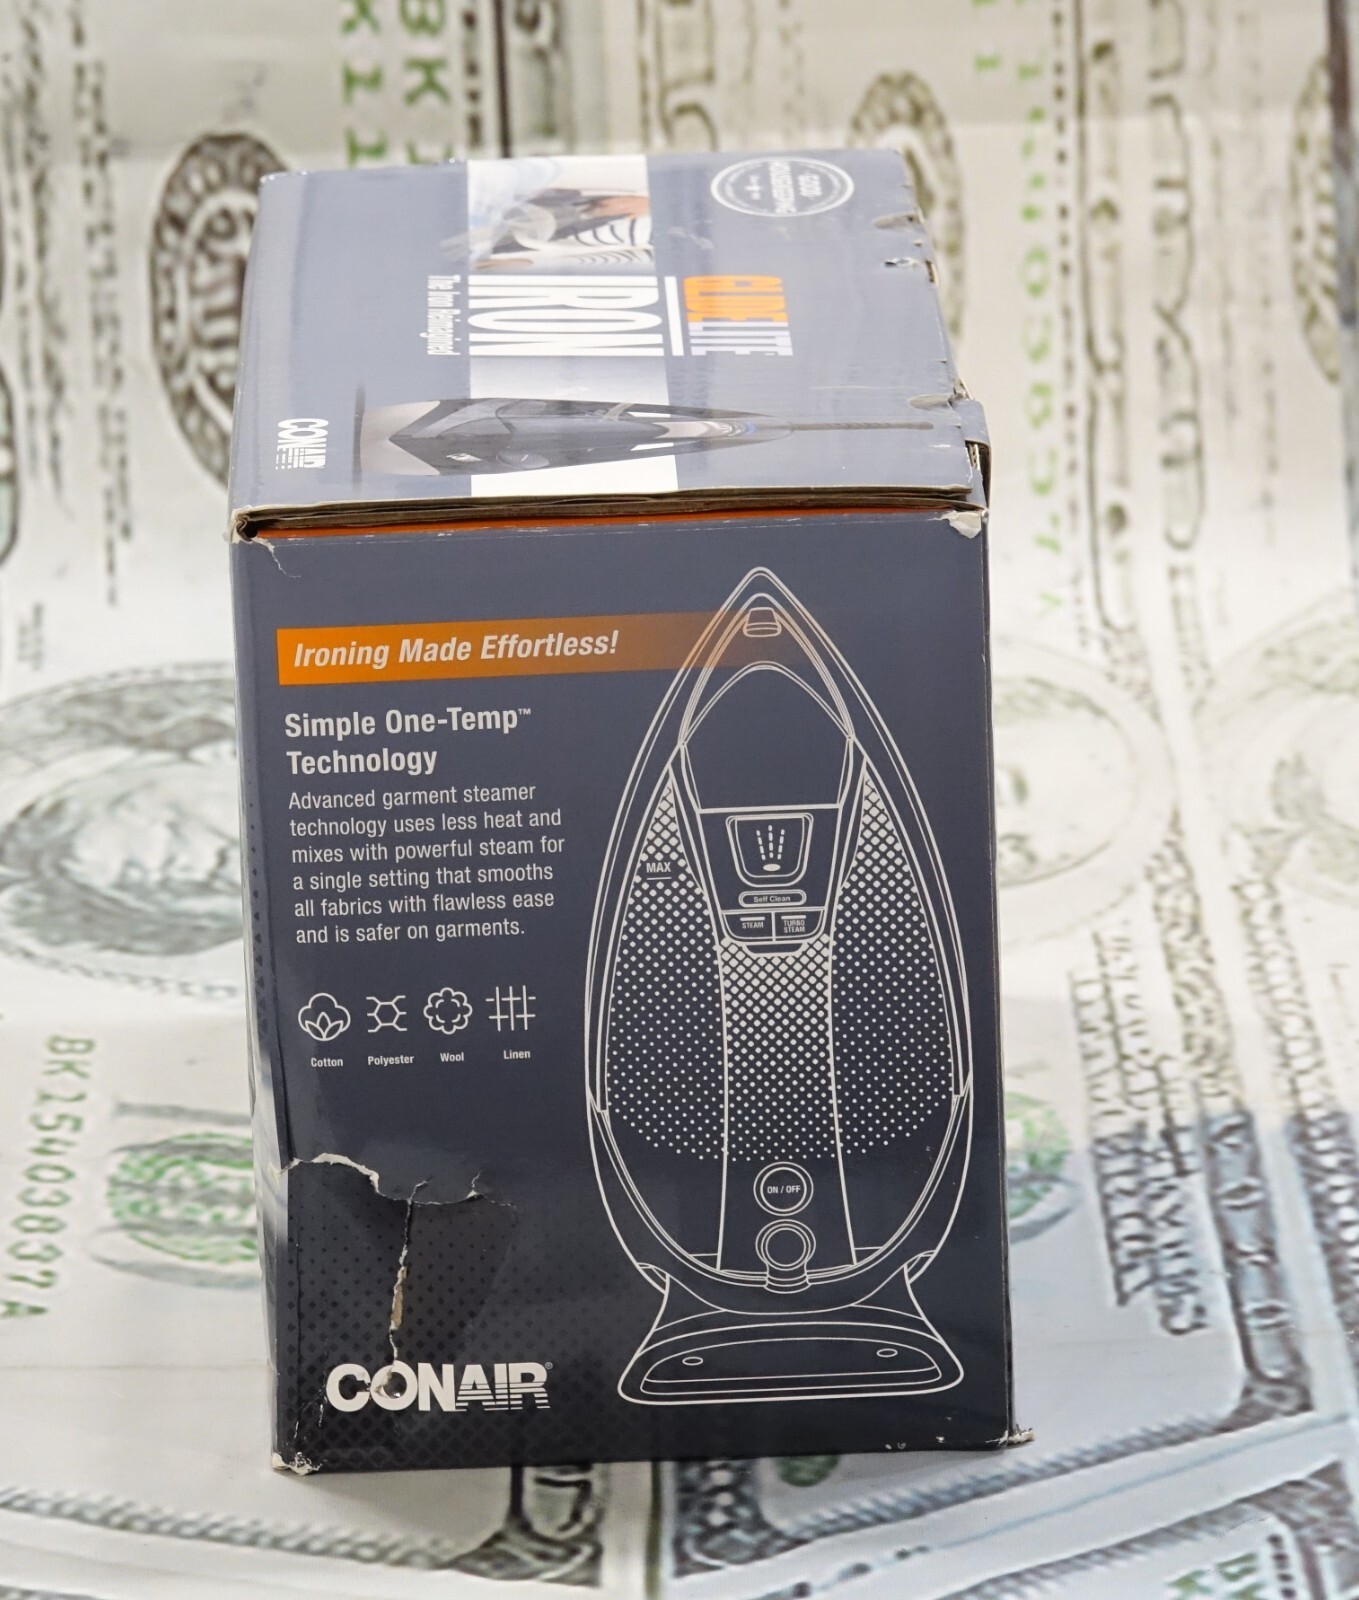 GLIDELITE
IRON
The Iron Reimagined
CONAIR
Ironing Made Effortless!
Simple One-Temp™
Technology
Advanced garment steamer
technology uses less heat and
mixes with powerful steam for
a single setting that smooths
all fabrics with flawless ease
and is safer on garments.
Cotton Polyester Wool Linen
MAX
Self Clean
STEAM TURBO STEAM
ON / OFF
CONAIR®
BK25403837A